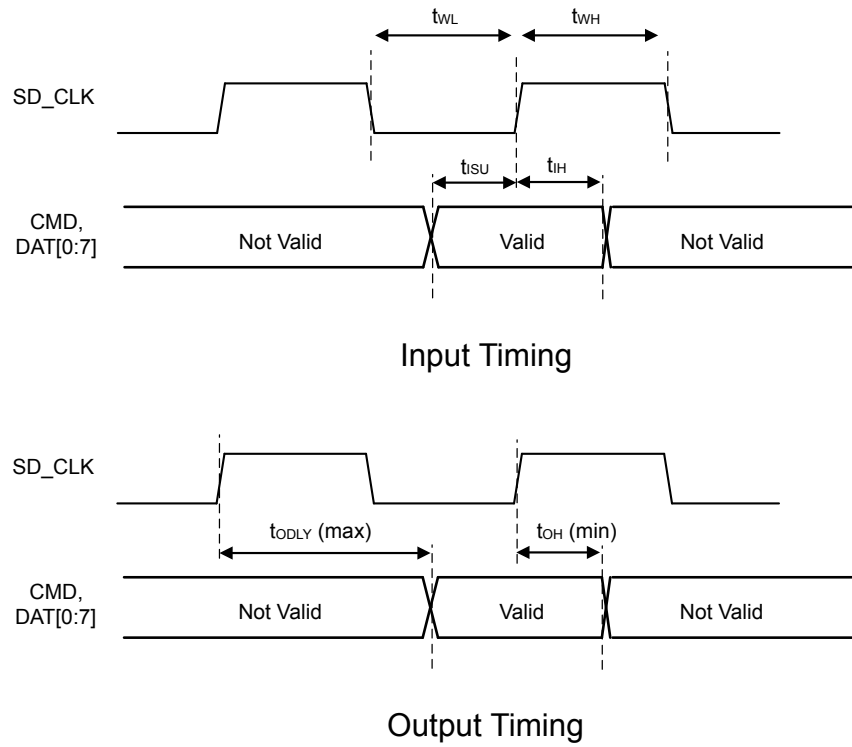 tWL
tWH
SD_CLK
tISU
tIH
CMD,
DAT[0:7]
Not Valid
Valid
Not Valid
Input Timing
SD_CLK
tODLY (max)
tOH (min)
CMD,
DAT[0:7]
Not Valid
Valid
Not Valid
Output Timing